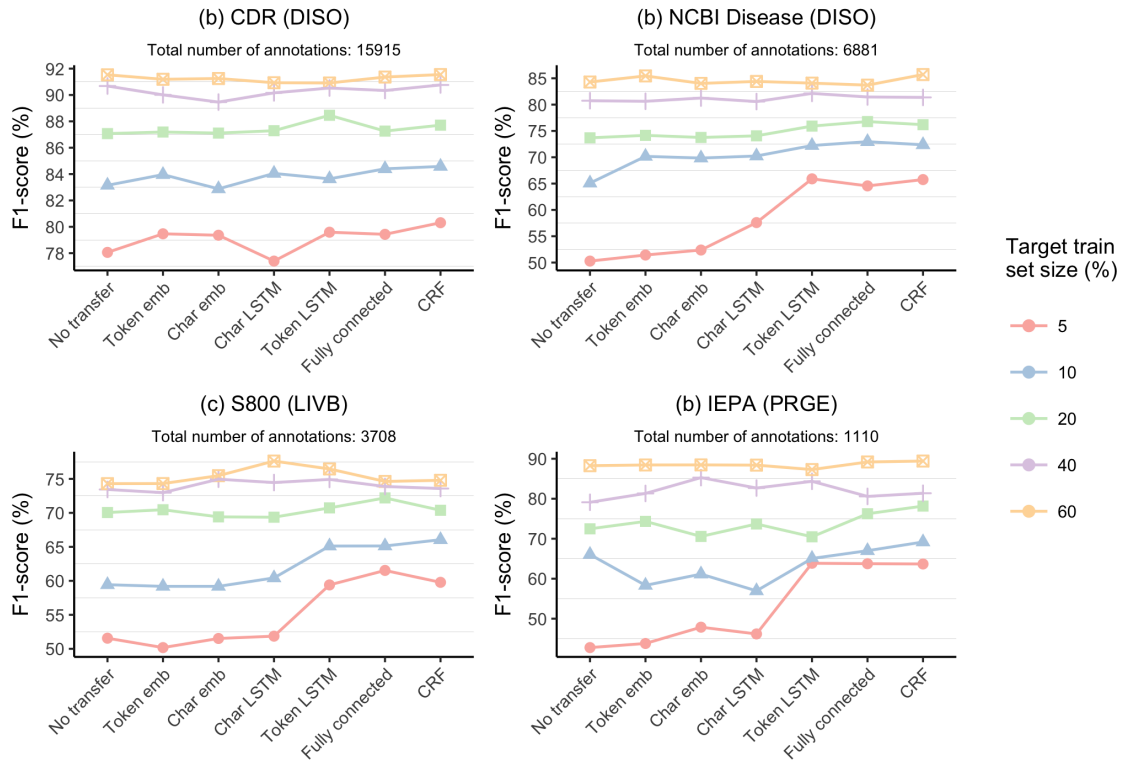 (b) CDR (DISO)
Total number of annotations: 15915
F1-score (%)
92
90
88
86
84
82
80
78
No transfer
Token emb
Char emb
Char LSTM
Token LSTM
Fully connected
CRF
(b) NCBI Disease (DISO)
Total number of annotations: 6881
F1-score (%)
85
80
75
70
65
60
55
50
No transfer
Token emb
Char emb
Char LSTM
Token LSTM
Fully connected
CRF
(c) S800 (LIVB)
Total number of annotations: 3708
F1-score (%)
75
70
65
60
55
50
No transfer
Token emb
Char emb
Char LSTM
Token LSTM
Fully connected
CRF
(b) IEPA (PRGE)
Total number of annotations: 1110
F1-score (%)
90
80
70
60
50
No transfer
Token emb
Char emb
Char LSTM
Token LSTM
Fully connected
CRF
Target train
set size (%)
5
10
20
40
60